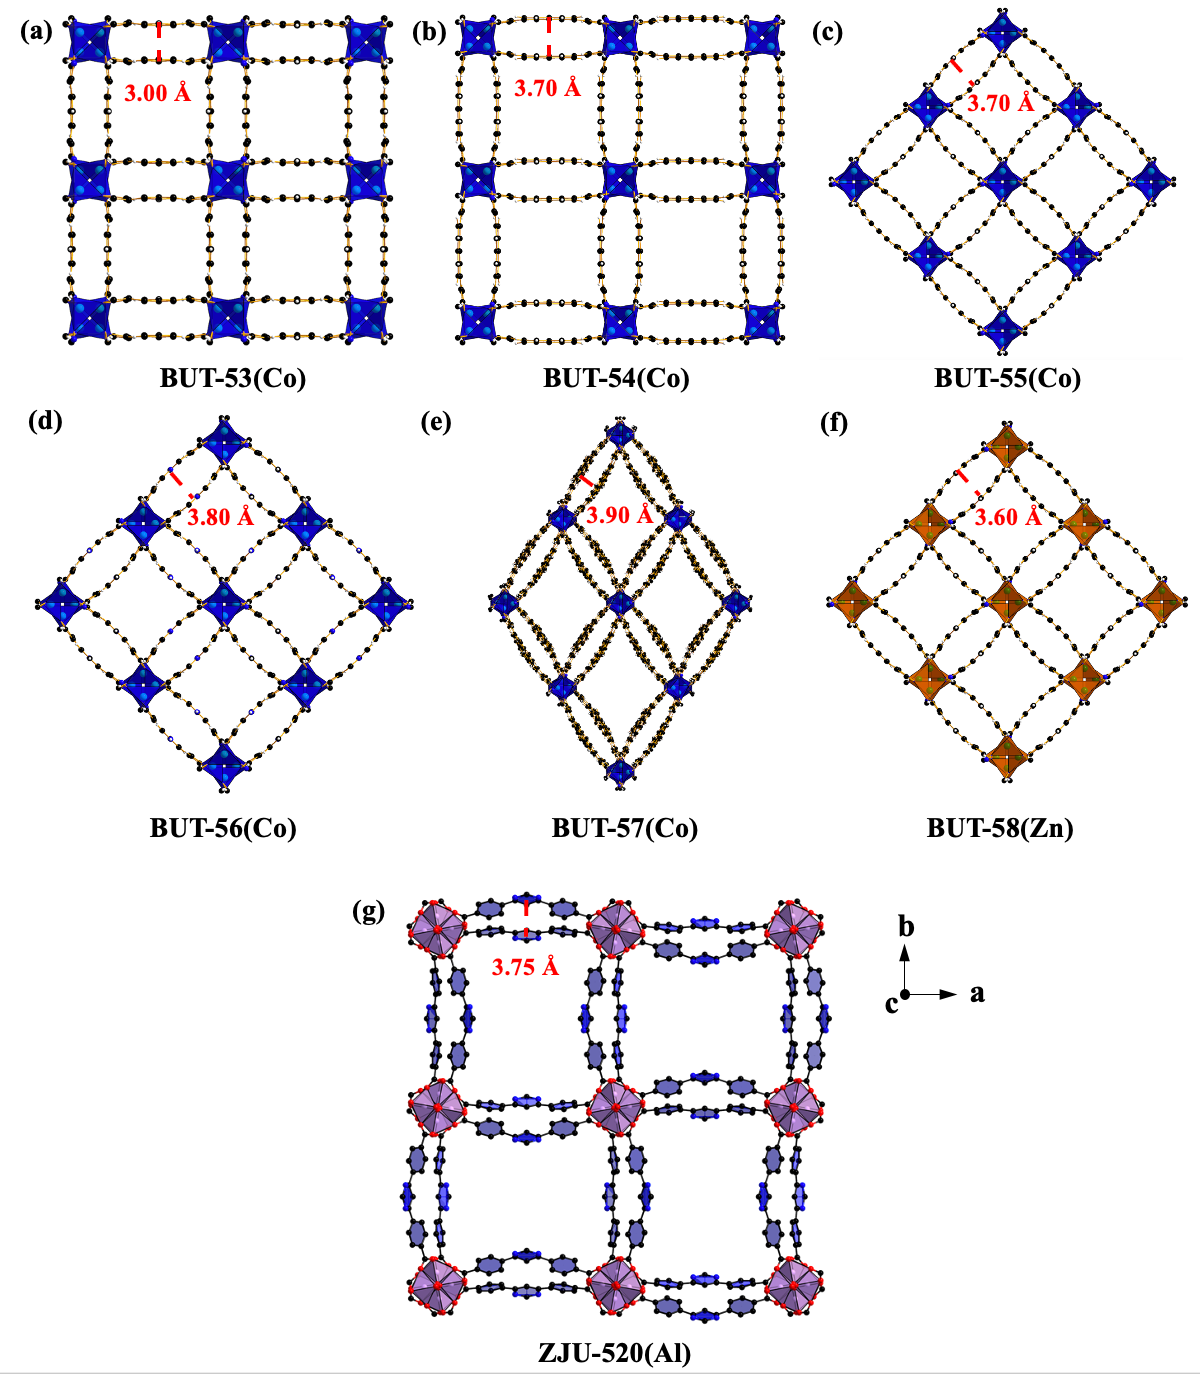 (a)
3.00 Å
BUT-53(Co)
(b)
3.70 Å
BUT-54(Co)
(c)
3.70 Å
BUT-55(Co)
(d)
3.80 Å
BUT-56(Co)
(e)
3.90 Å
BUT-57(Co)
(f)
3.60 Å
BUT-58(Zn)
(g)
3.75 Å
ZJU-520(Al)
b
c
a